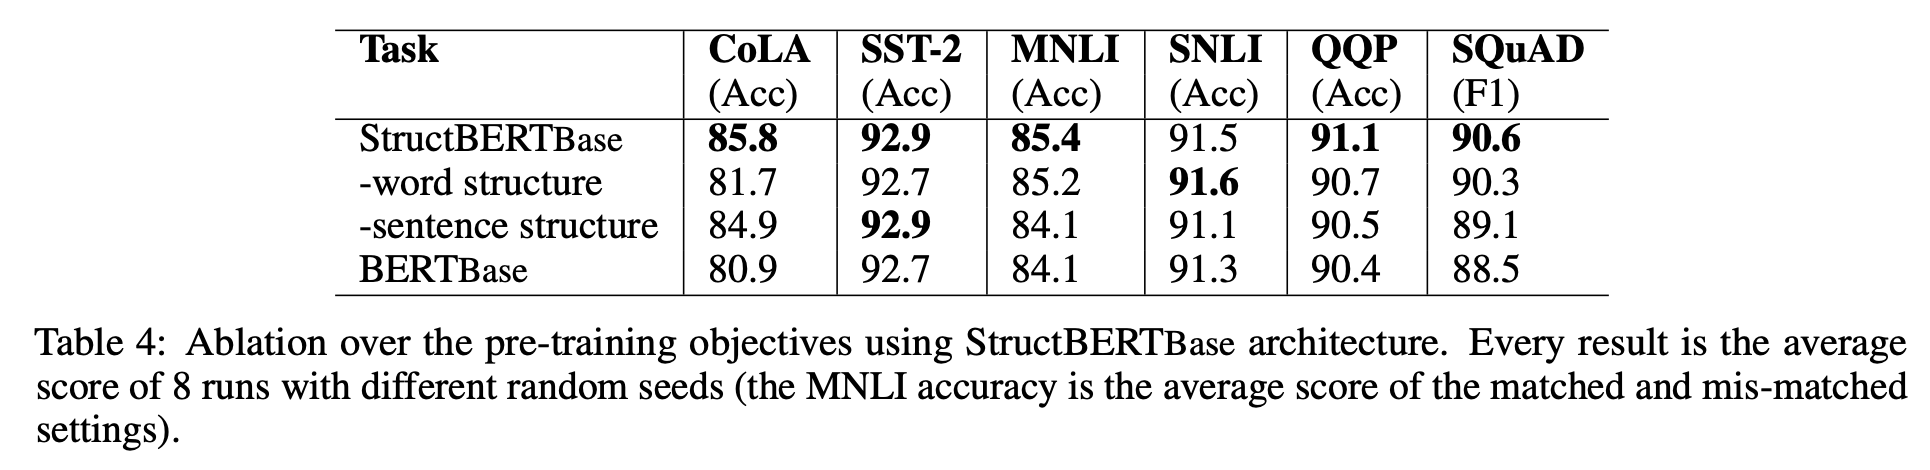 Task CoLA SST-2 MNLI SNLI QQP SQuAD
(Acc) (Acc) (Acc) (Acc) (Acc) (F1)
StructBERTBase 85.8 92.9 85.4 91.5 91.1 90.6
-word structure 81.7 92.7 85.2 91.6 90.7 90.3
-sentence structure 84.9 92.9 84.1 91.1 90.5 89.1
BERTBase 80.9 92.7 84.1 91.3 90.4 88.5
Table 4: Ablation over the pre-training objectives using StructBERTBase architecture. Every result is the average
score of 8 runs with different random seeds (the MNLI accuracy is the average score of the matched and mis-matched
settings).